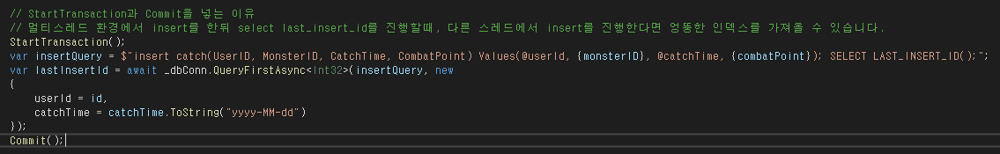 // StartTransaction과 Commit을 넣는 이유
// 멀티스레드 환경에서 insert를 한뒤 select last_insert_id를 진행할때, 다른 스레드에서 insert를 진행한다면 엉뚱한 인덱스를 가져올 수 있습니다.
StartTransaction();
var insertQuery = $"insert catch(UserID, MonsterID, CatchTime, CombatPoint) Values(@userId, {monsterID}, @catchTime, {combatPoint}); SELECT LAST_INSERT_ID();";
var lastInsertId = await _dbConn.QueryFirstAsync<Int32>(insertQuery, new
{
    userId = id,
    catchTime = catchTime.ToString("yyyy-MM-dd")
});
Commit();